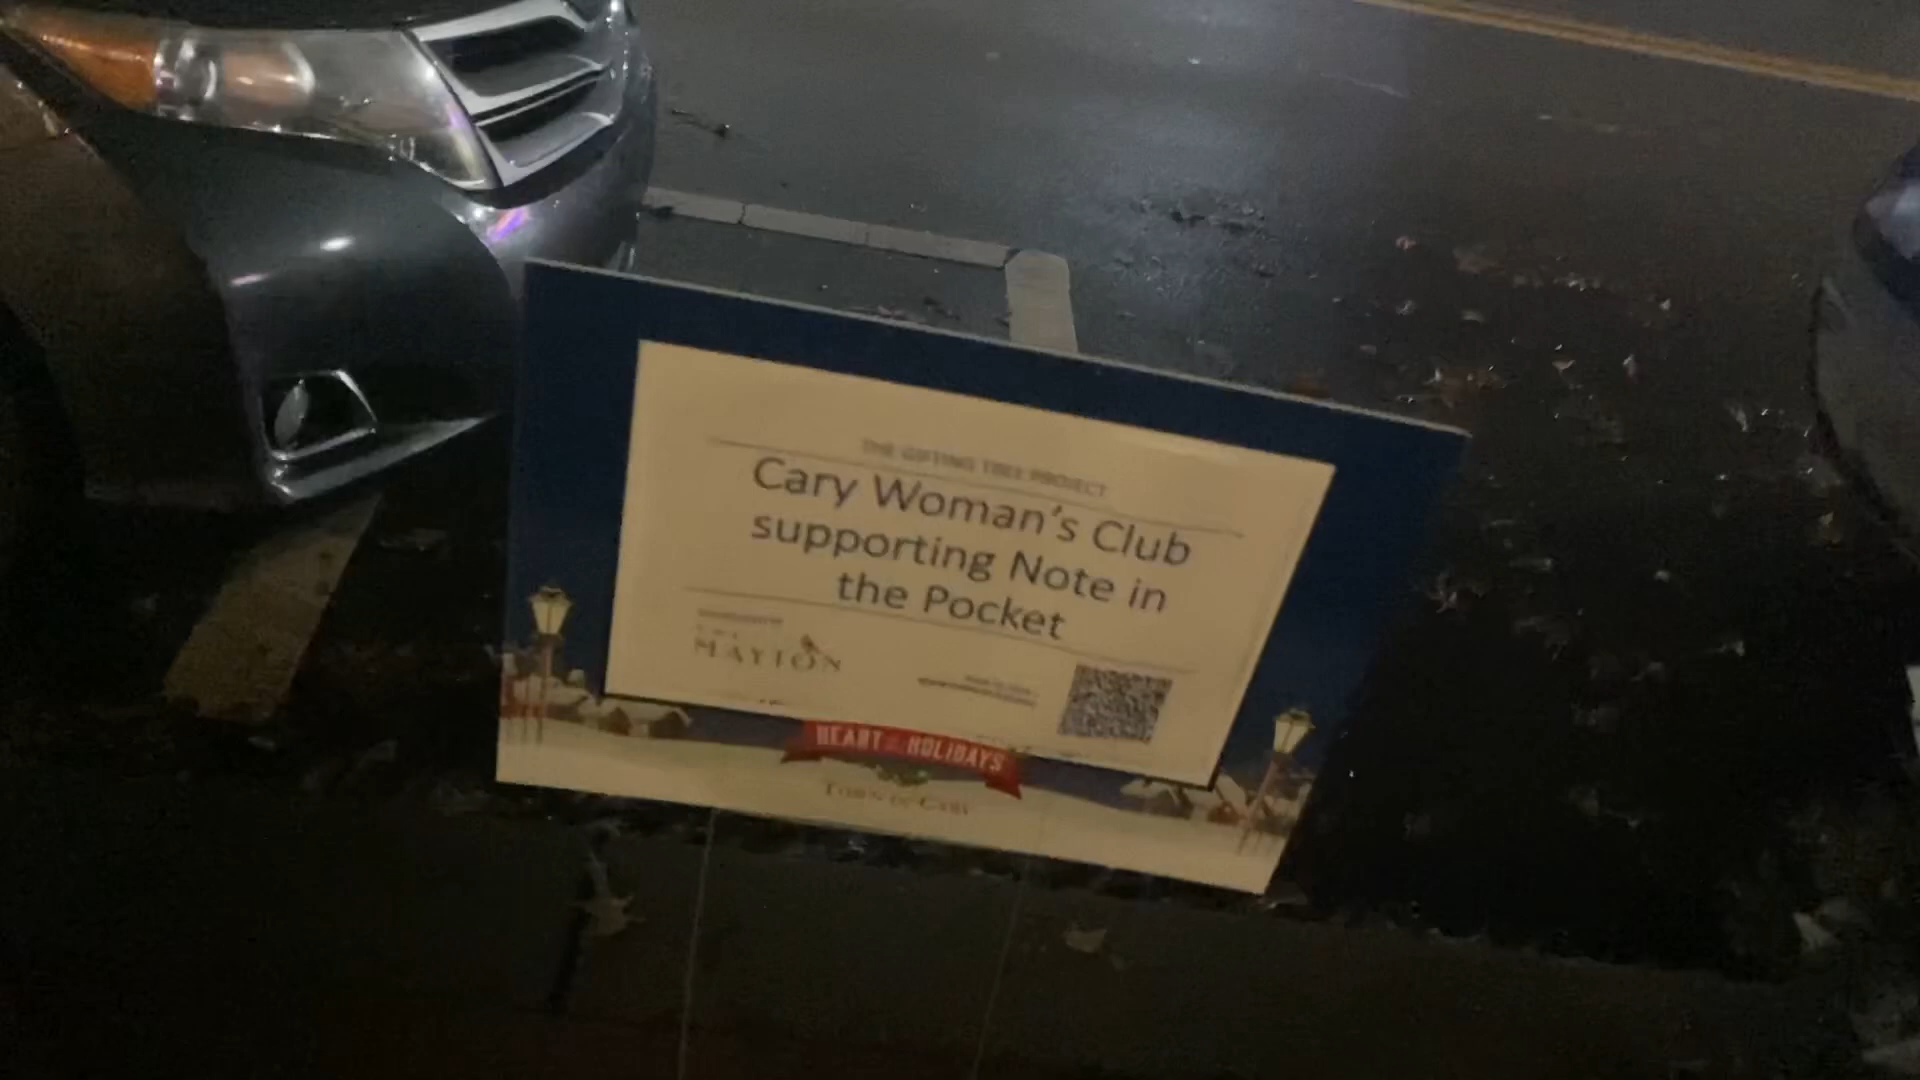 THE GIFTING TREE PROJECT
Cary Woman's Club
supporting Note in
the Pocket
MAYTON
HEART of the HOLIDAYS
TOWN of CARY